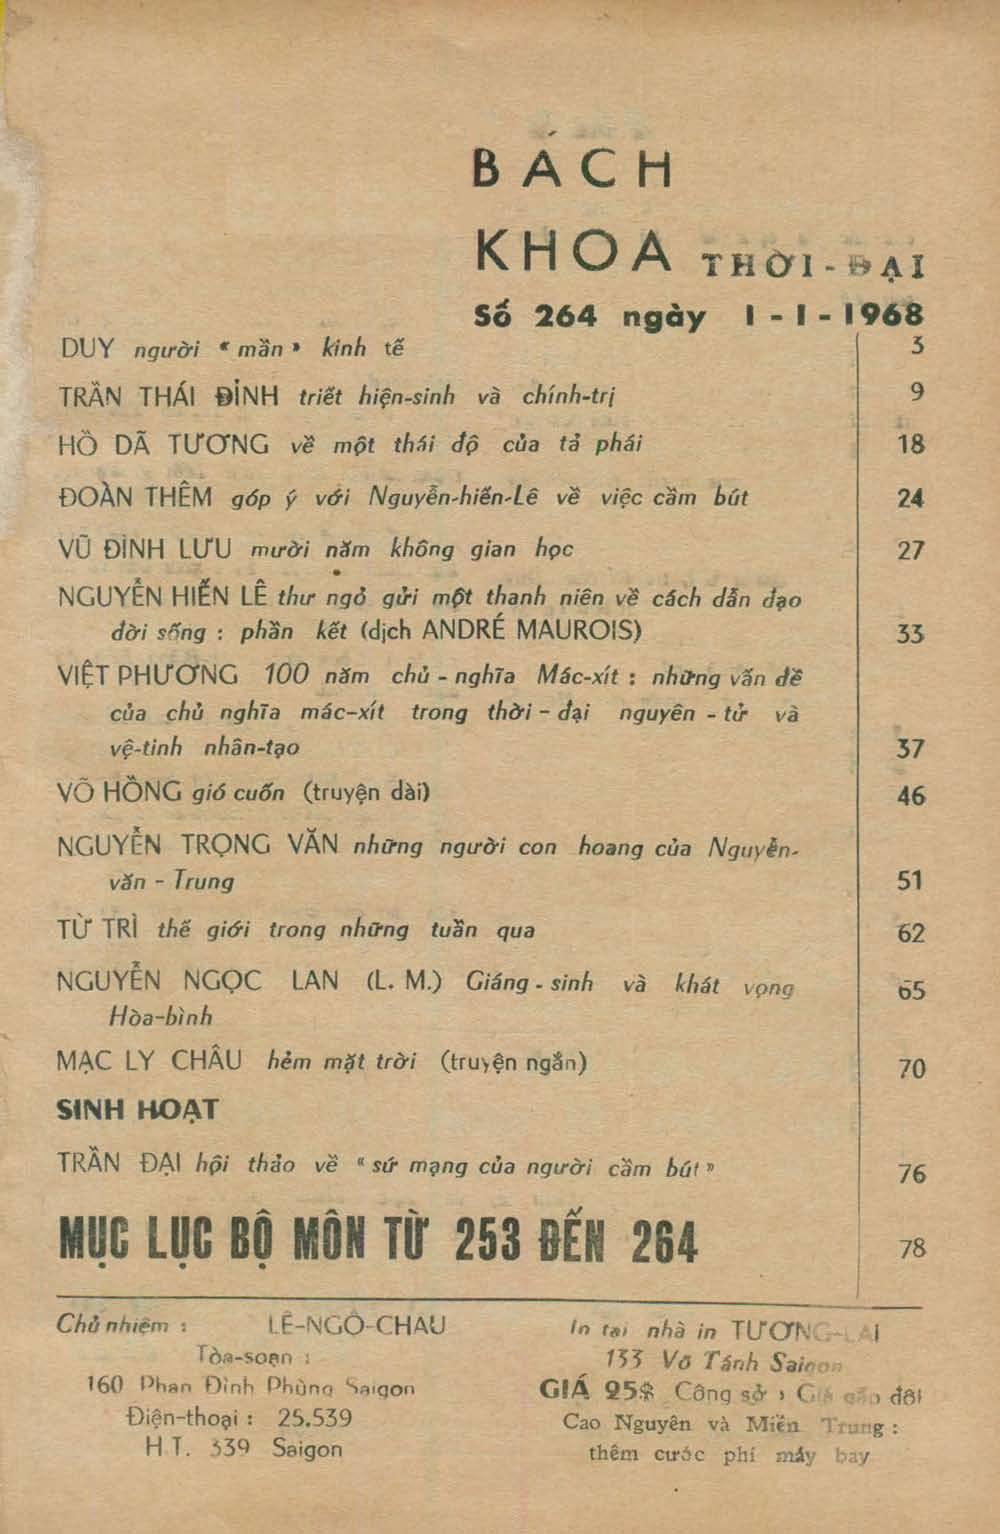 BÁCH
KHOA THỜI-ĐẠI
Số 264 ngày 1-1-1968
DUY người « mần » kinh tế 3
TRẦN THÁI ĐỈNH triết hiện-sinh và chính-trị 9
HỒ DÃ TƯỢNG về một thái độ của tả phái 18
ĐOÀN THÊM góp ý với Nguyễn-hiến-Lê về việc cầm bút 24
VŨ ĐÌNH LƯU mười năm không gian học 27
NGUYỄN HIẾN LÊ thư ngỏ gửi một thanh niên về cách dẫn đạo
đời sống : phần kết (dịch ANDRÉ MAUROIS) 33
VIỆT PHƯƠNG 100 năm chủ - nghĩa Mác-xít : những vấn đề
của chủ nghĩa mác-xít trong thời - đại nguyên - tử và
vệ-tinh nhân-tạo 37
VÕ HỒNG gió cuốn (truyện dài) 46
NGUYỄN TRỌNG VĂN những người con hoang của Nguyễn-
văn - Trung 51
TỪ TRÌ thế giới trong những tuần qua 62
NGUYỄN NGỌC LAN (L. M.) Giáng - sinh và khát vọng
Hòa-bình 65
MẠC LY CHÂU hẻm mặt trời (truyện ngắn) 70
SINH HOẠT
TRẦN ĐẠI hội thảo về « sứ mạng của người cầm bút » 76
MỤC LỤC BỘ MÔN TỪ 253 ĐẾN 264 78
Chủ nhiệm : LÊ-NGÔ-CHÂU
Tòa-soạn :
160 Phan Đình Phùng Saigon
Điện-thoại : 25.539
H.T. 339 Saigon
In tại nhà in TƯƠNG-LAI
133 Võ Tánh Saigon
GIÁ 25$ Công sở : Giá gấp đôi
Cao Nguyên và Miền Trung :
thêm cước phí máy bay